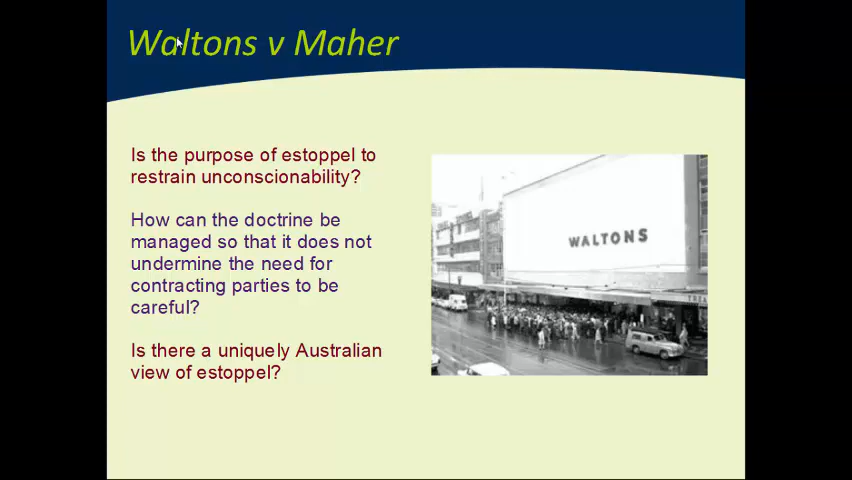 Waltons v Maher
Is the purpose of estoppel to
restrain unconscionability?
How can the doctrine be
managed so that it does not
undermine the need for
contracting parties to be
careful?
Is there a uniquely Australian
view of estoppel?
WALTONS